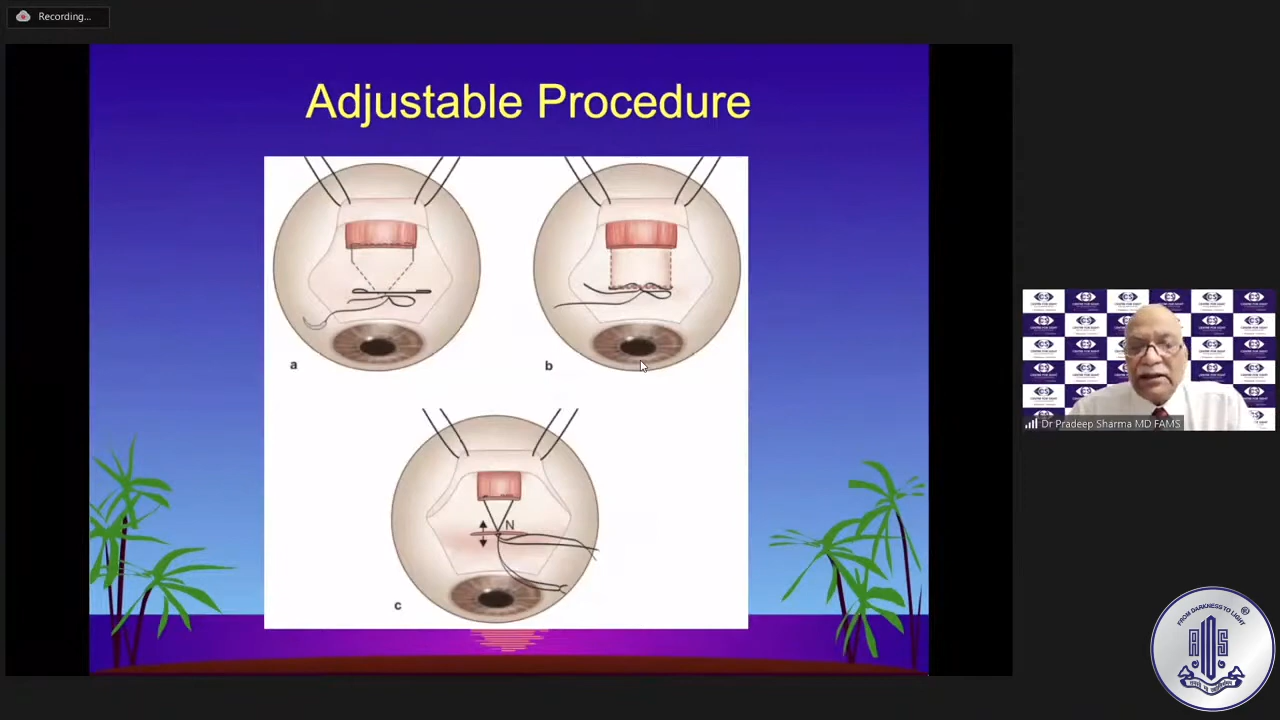 Recording...
Adjustable Procedure
a
b
N
c
Dr Pradeep Sharma MD FAMS
FROM DARKNESS TO LIGHT